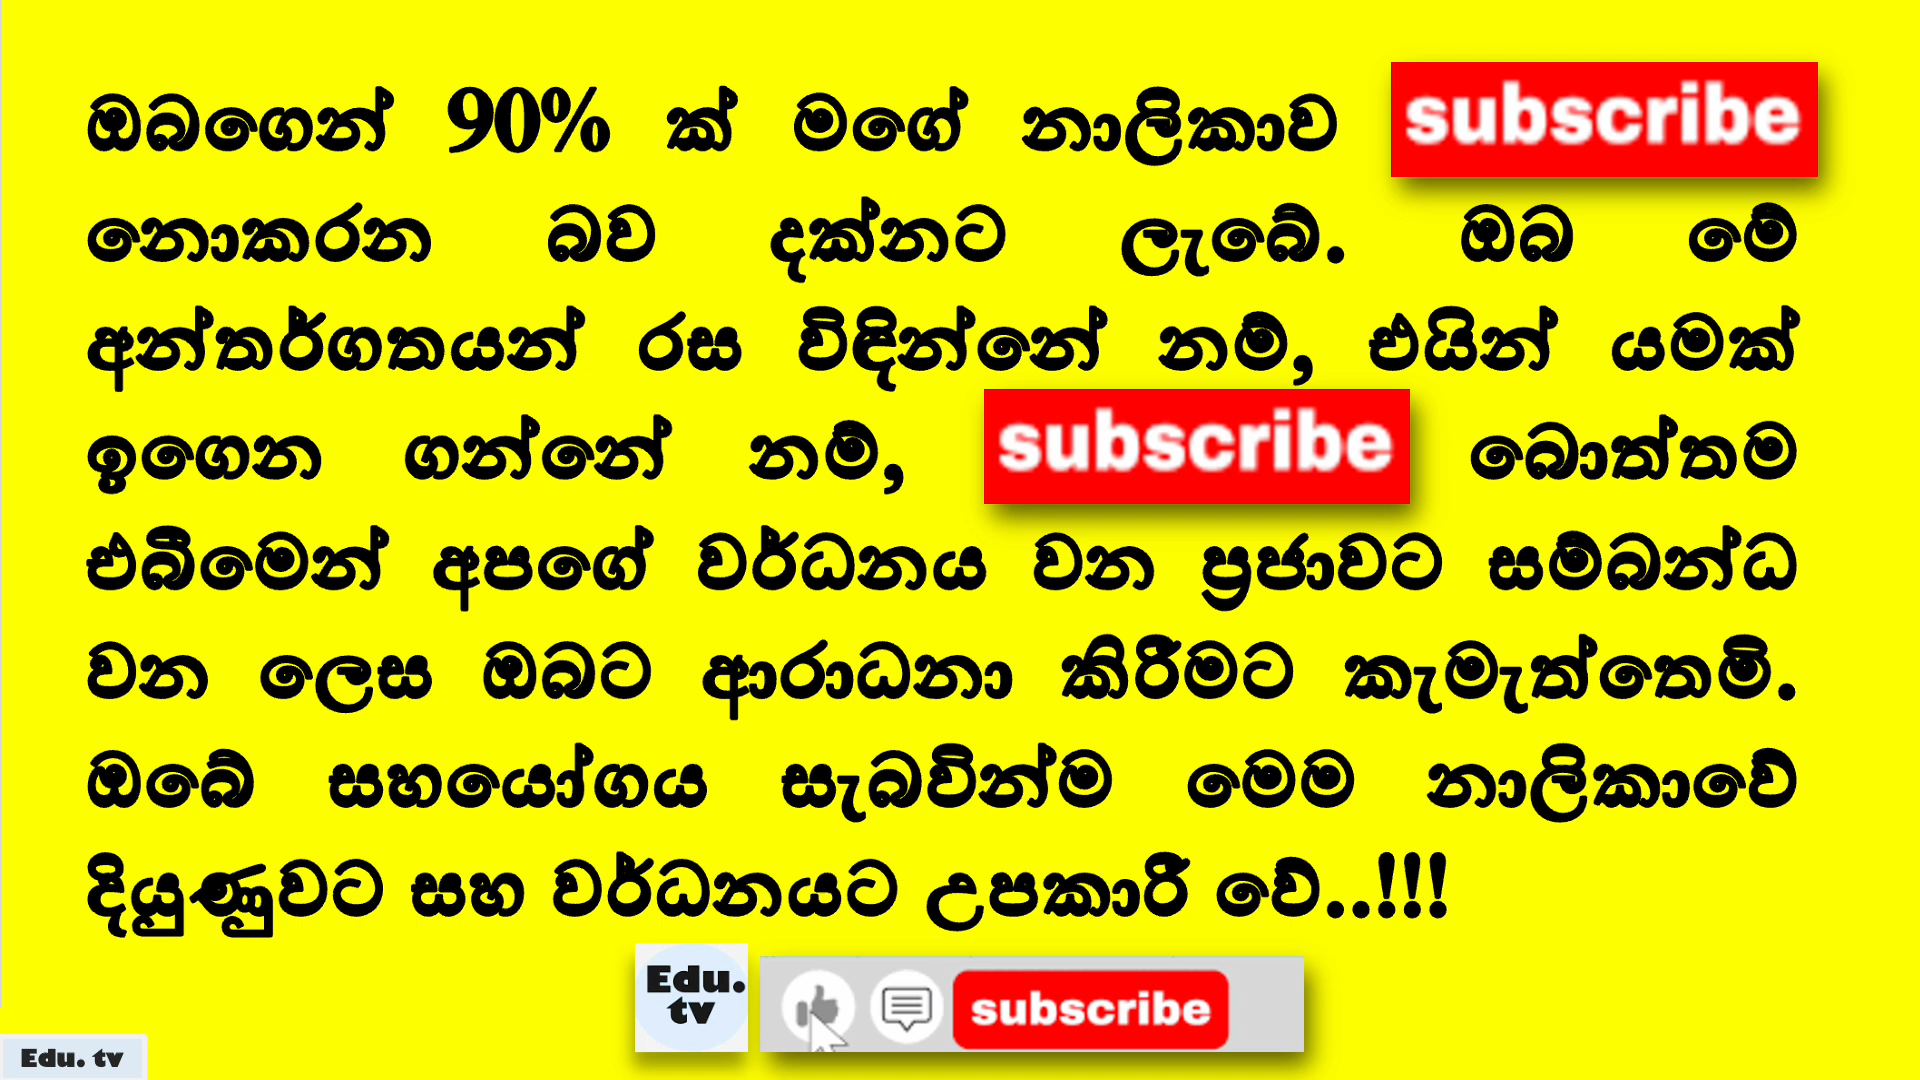 ඔබගෙන් 90% ක් මගේ නාලිකාව subscribe
නොකරන බව දක්නට ලැබේ. ඔබ මේ
අන්තර්ගතයන් රස විඳින්නේ නම්, එයින් යමක්
ඉගෙන ගන්නේ නම්, subscribe බොත්තම
එබීමෙන් අපගේ වර්ධනය වන ප්‍රජාවට සම්බන්ධ
වන ලෙස ඔබට ආරාධනා කිරීමට කැමැත්තෙමි.
ඔබේ සහයෝගය සැබවින්ම මෙම නාලිකාවේ
දියුණුවට සහ වර්ධනයට උපකාරී වේ..!!!
Edu.
tv
subscribe
Edu. tv